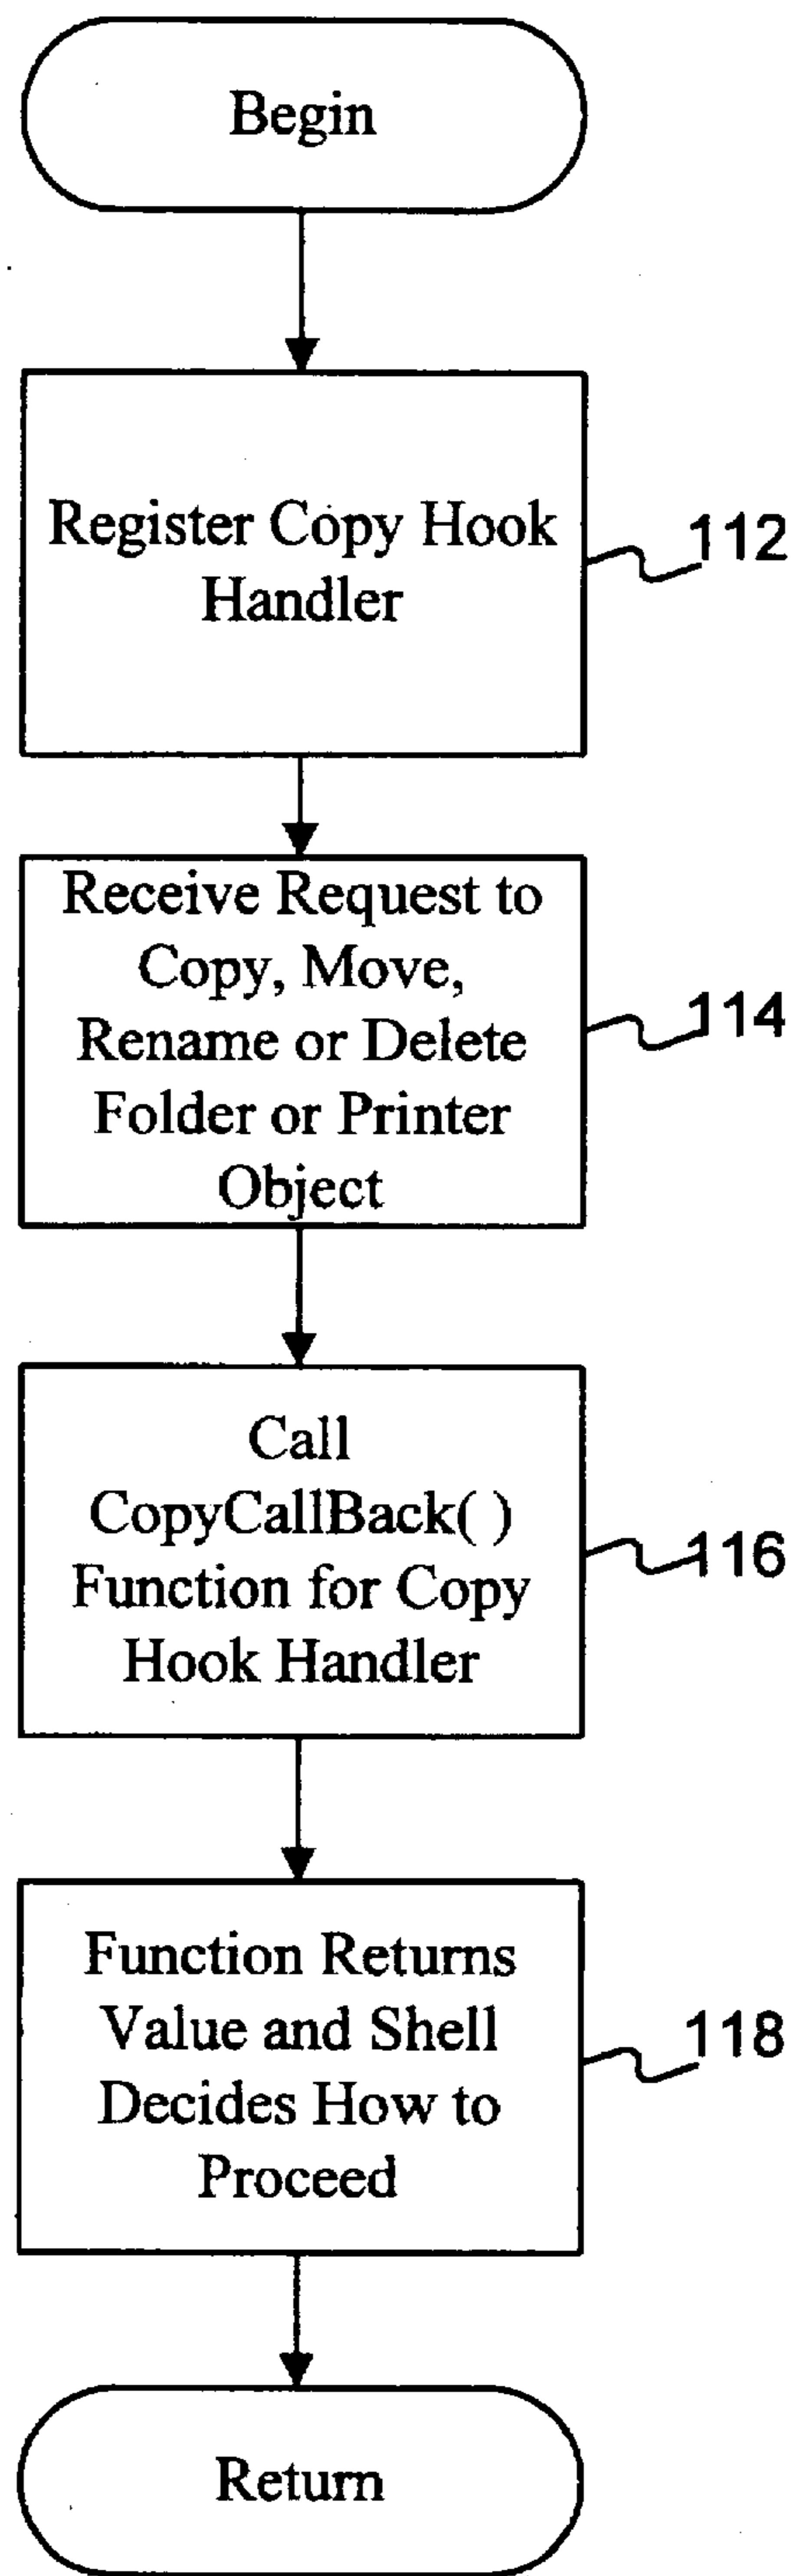 Begin
Register Copy Hook
Handler
112
Receive Request to
Copy, Move,
Rename or Delete
Folder or Printer
Object
114
Call
CopyCallBack( )
Function for Copy
Hook Handler
116
Function Returns
Value and Shell
Decides How to
Proceed
118
Return